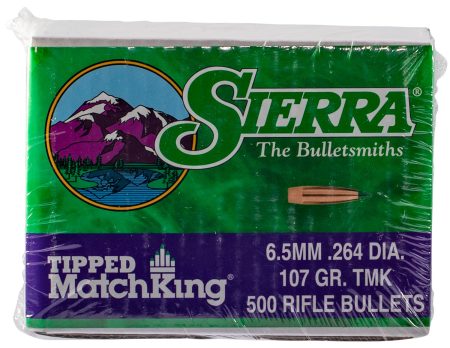 SIERRA®
The Bulletsmiths
6.5MM .264 DIA.
107 GR. TMK
500 RIFLE BULLETS
TIPPED
MatchKing®